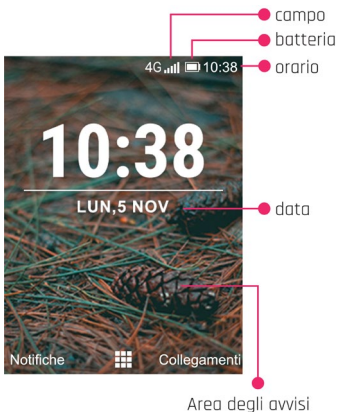 campo
batteria
4G 10:38 orario
10:38
LUN,5 NOV
data
Notifiche Collegamenti
Area degli avvisi